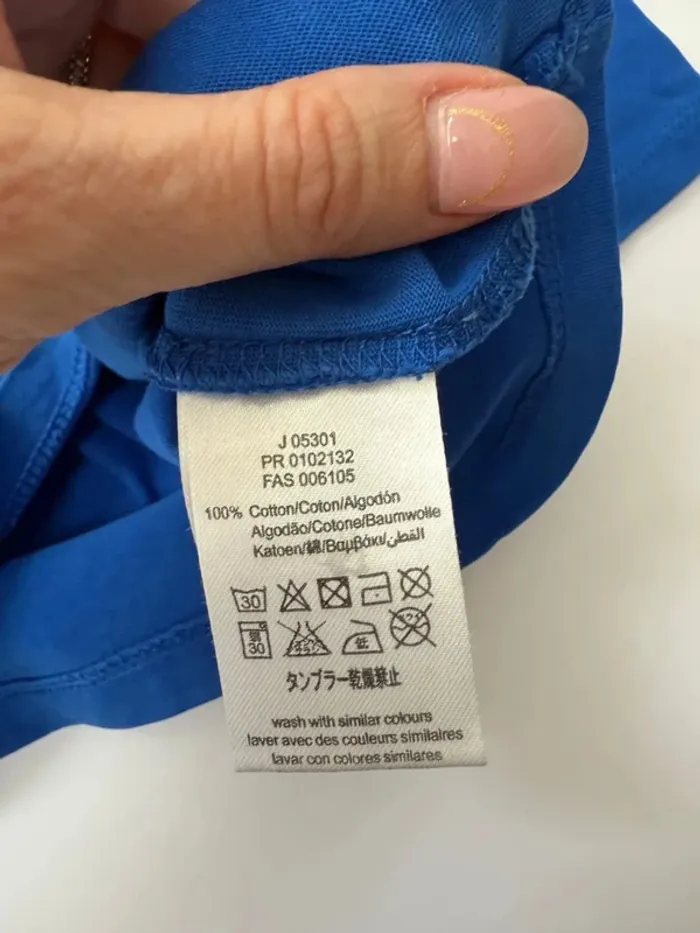 J 05301
PR 0102132
FAS 006105
100% Cotton/Coton/Algodón
Algodão/Cotone/Baumwolle
Katoen/綿/Βαμβάκι/القطن
30
弱
30
低
タンブラー乾燥禁止
wash with similar colours
laver avec des couleurs similaires
lavar con colores similares